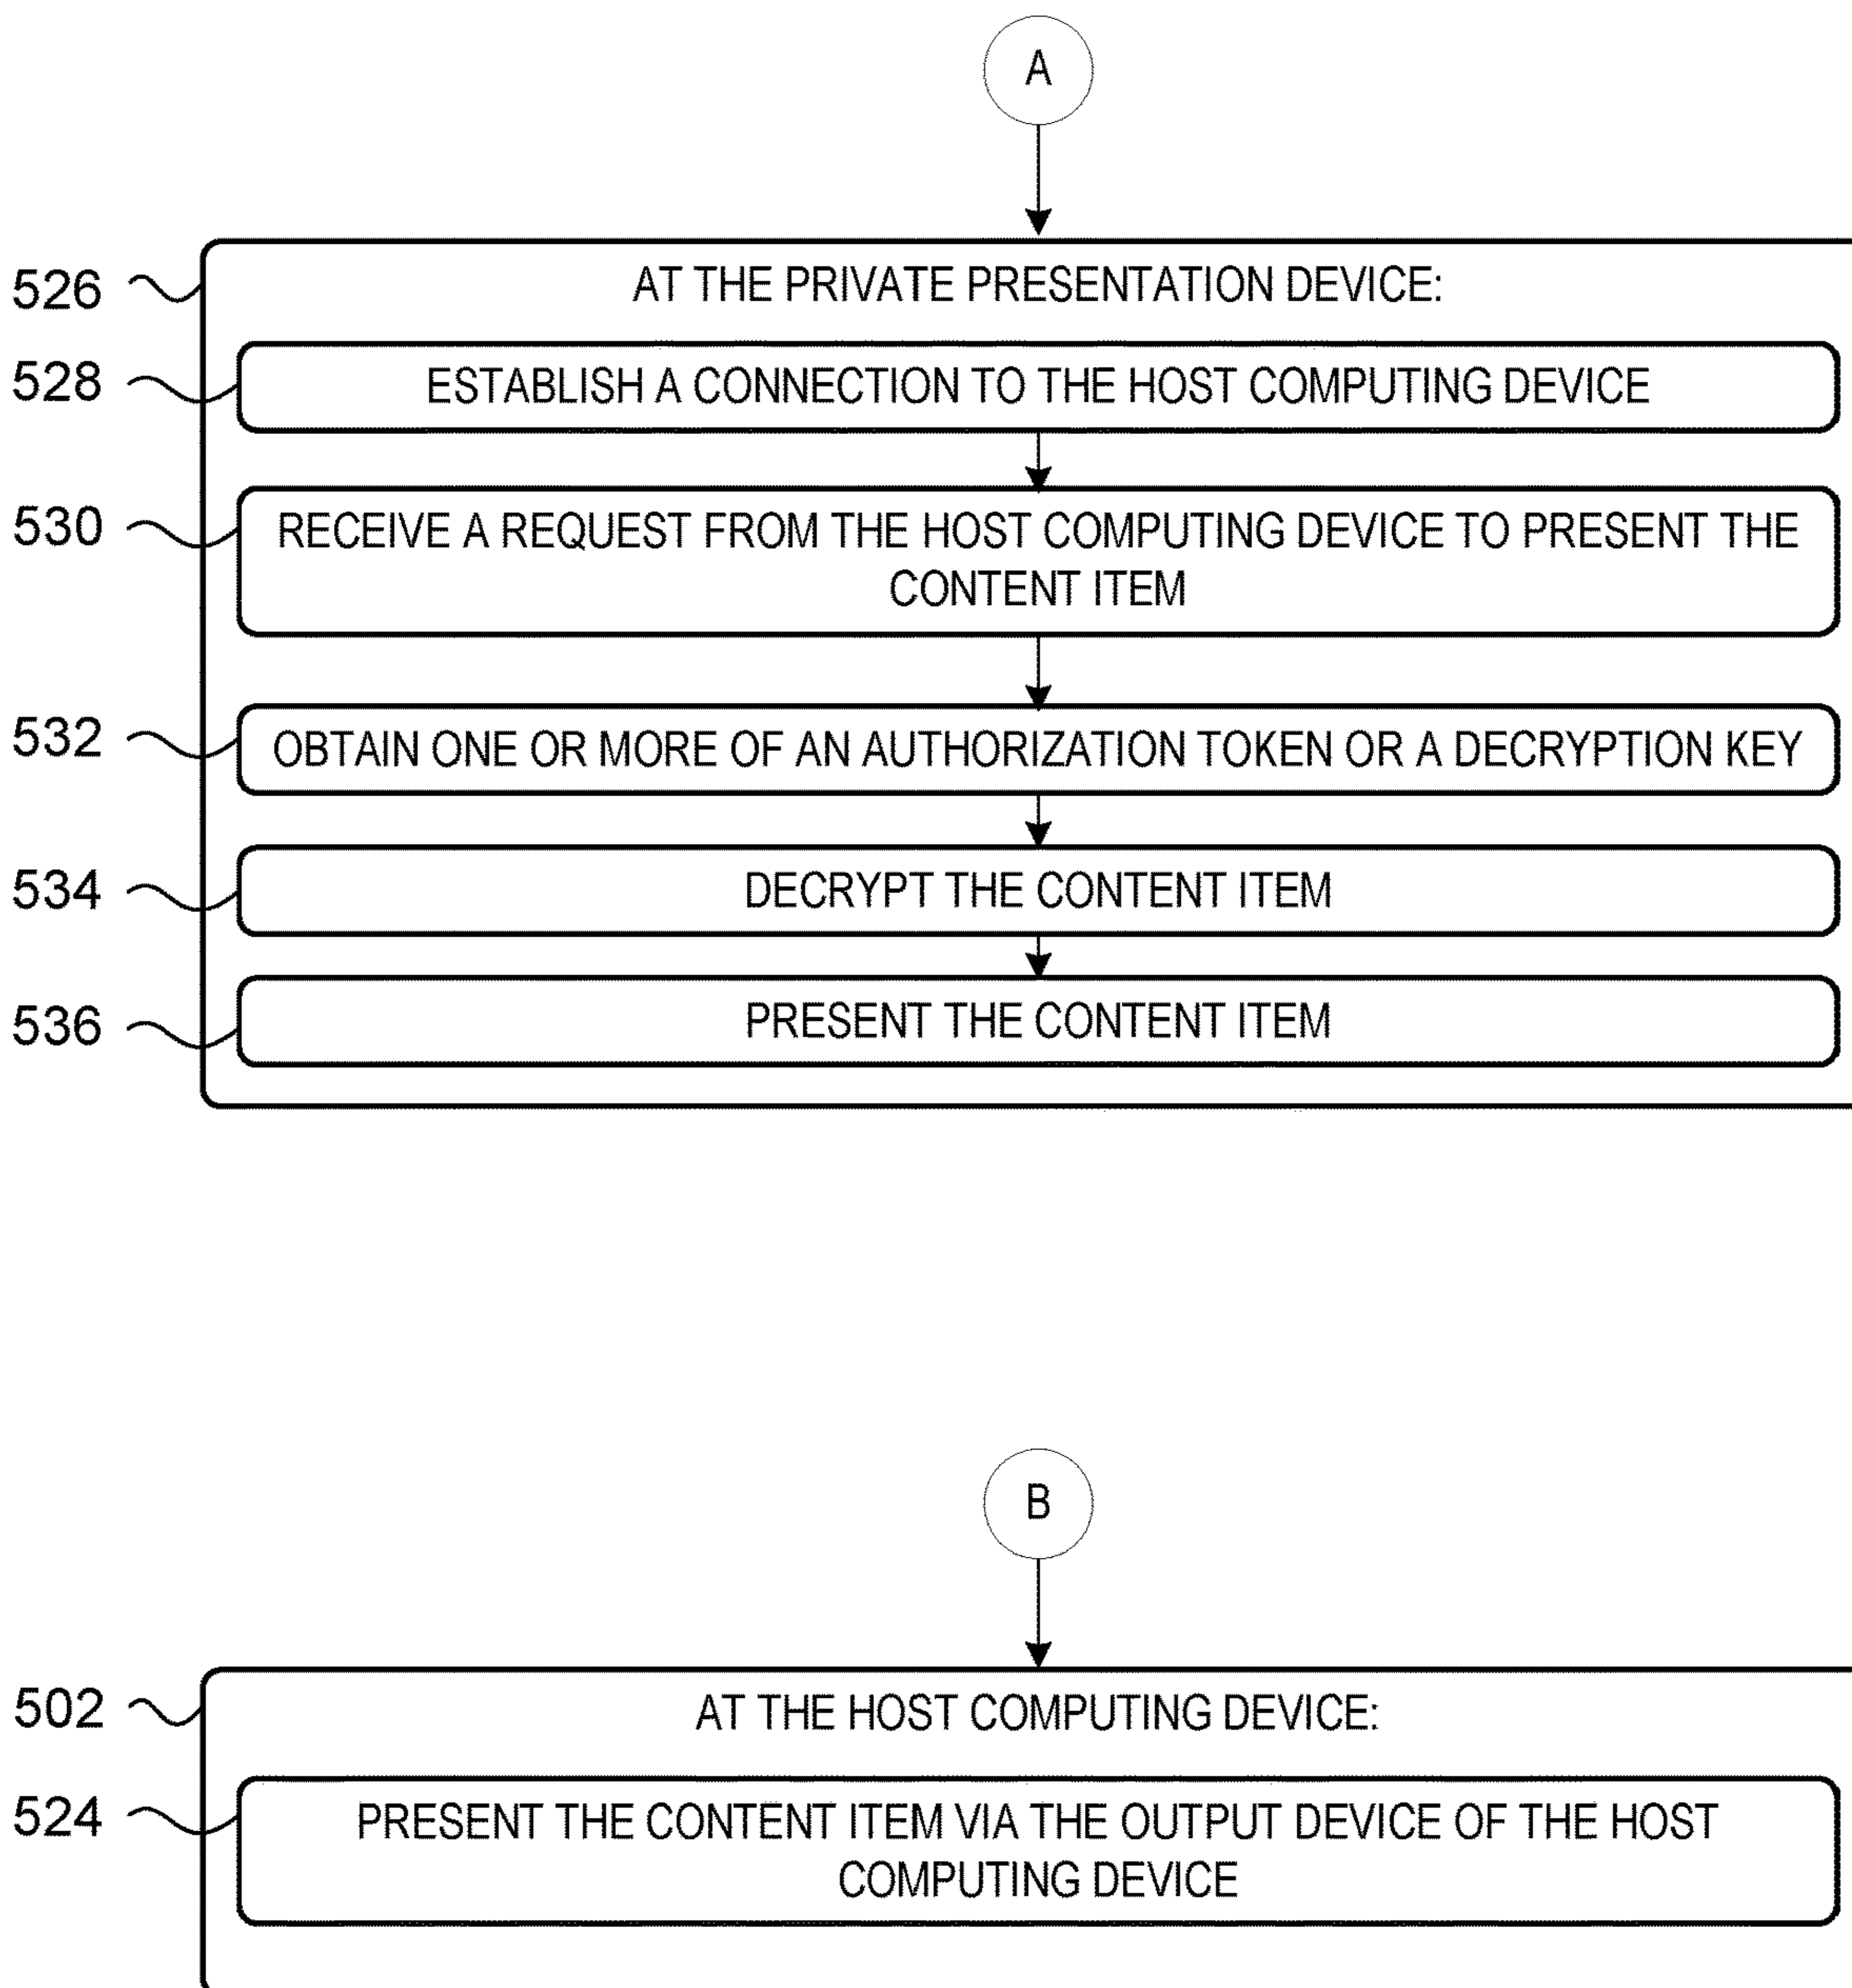 A
526
AT THE PRIVATE PRESENTATION DEVICE:
528
ESTABLISH A CONNECTION TO THE HOST COMPUTING DEVICE
530
RECEIVE A REQUEST FROM THE HOST COMPUTING DEVICE TO PRESENT THE
CONTENT ITEM
532
OBTAIN ONE OR MORE OF AN AUTHORIZATION TOKEN OR A DECRYPTION KEY
534
DECRYPT THE CONTENT ITEM
536
PRESENT THE CONTENT ITEM
B
502
AT THE HOST COMPUTING DEVICE:
524
PRESENT THE CONTENT ITEM VIA THE OUTPUT DEVICE OF THE HOST
COMPUTING DEVICE